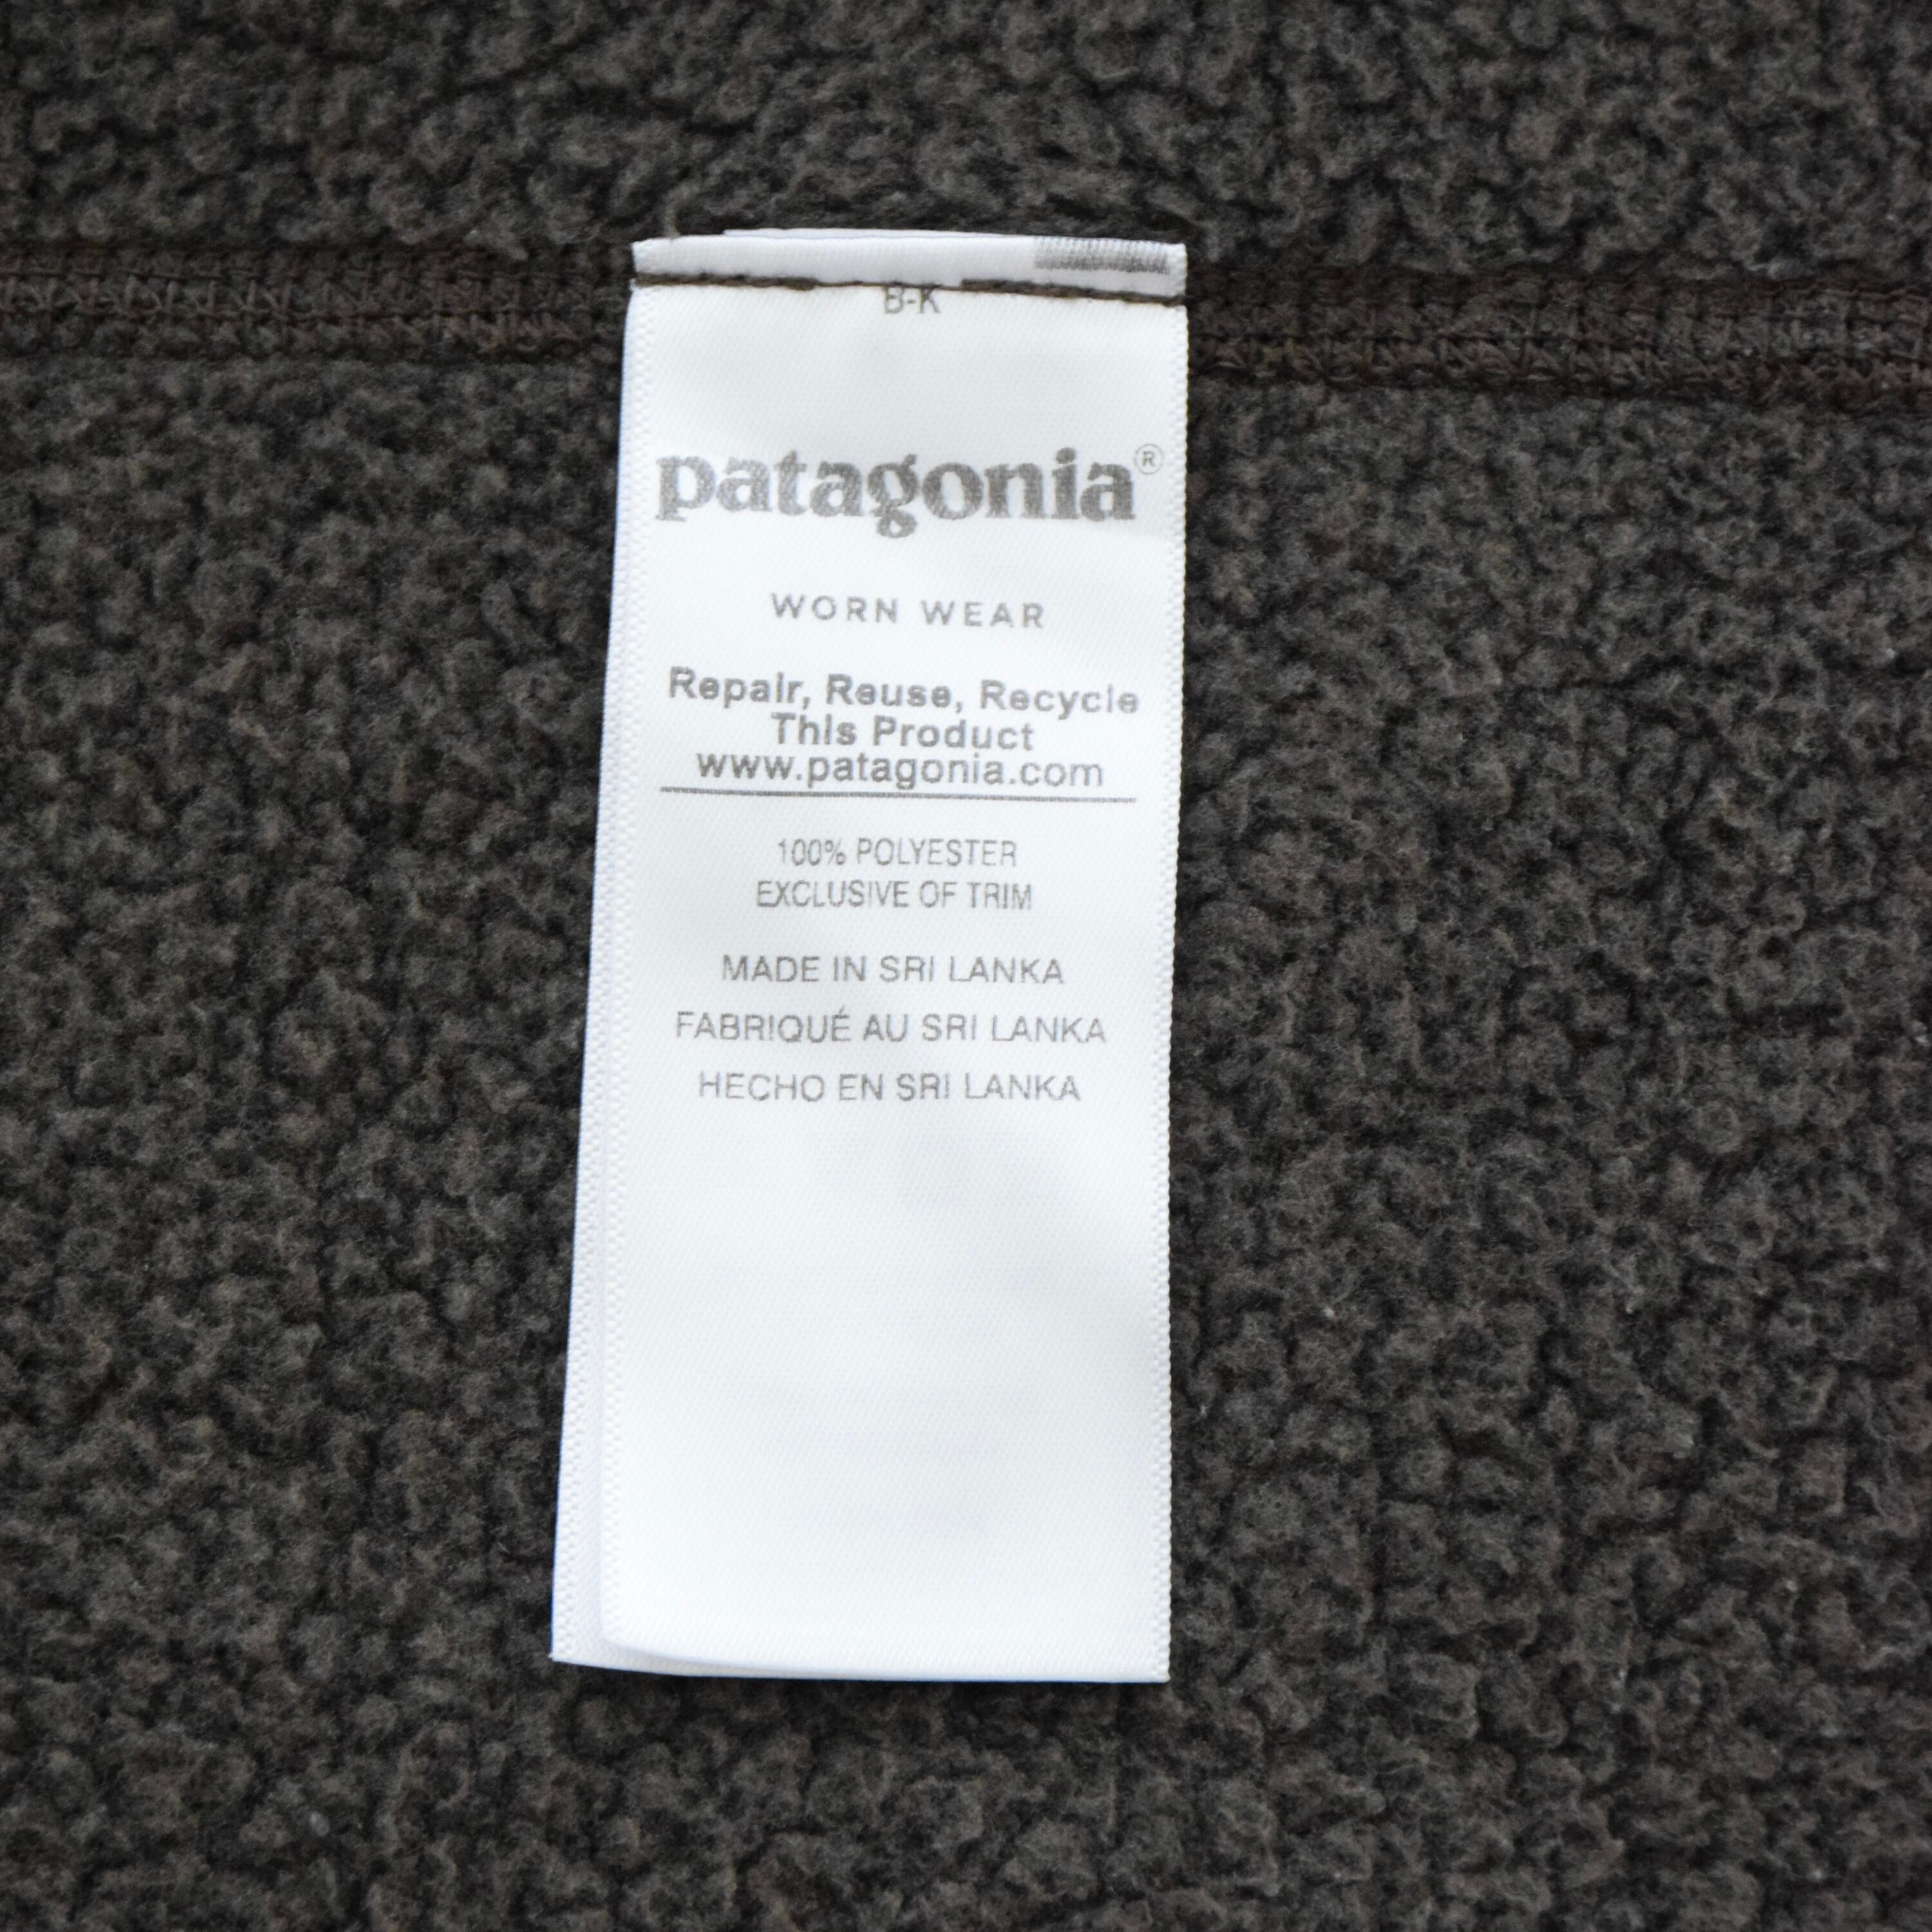 B-K
patagonia®
WORN WEAR
Repair, Reuse, Recycle
This Product
www.patagonia.com
100% POLYESTER
EXCLUSIVE OF TRIM
MADE IN SRI LANKA
FABRIQUÉ AU SRI LANKA
HECHO EN SRI LANKA